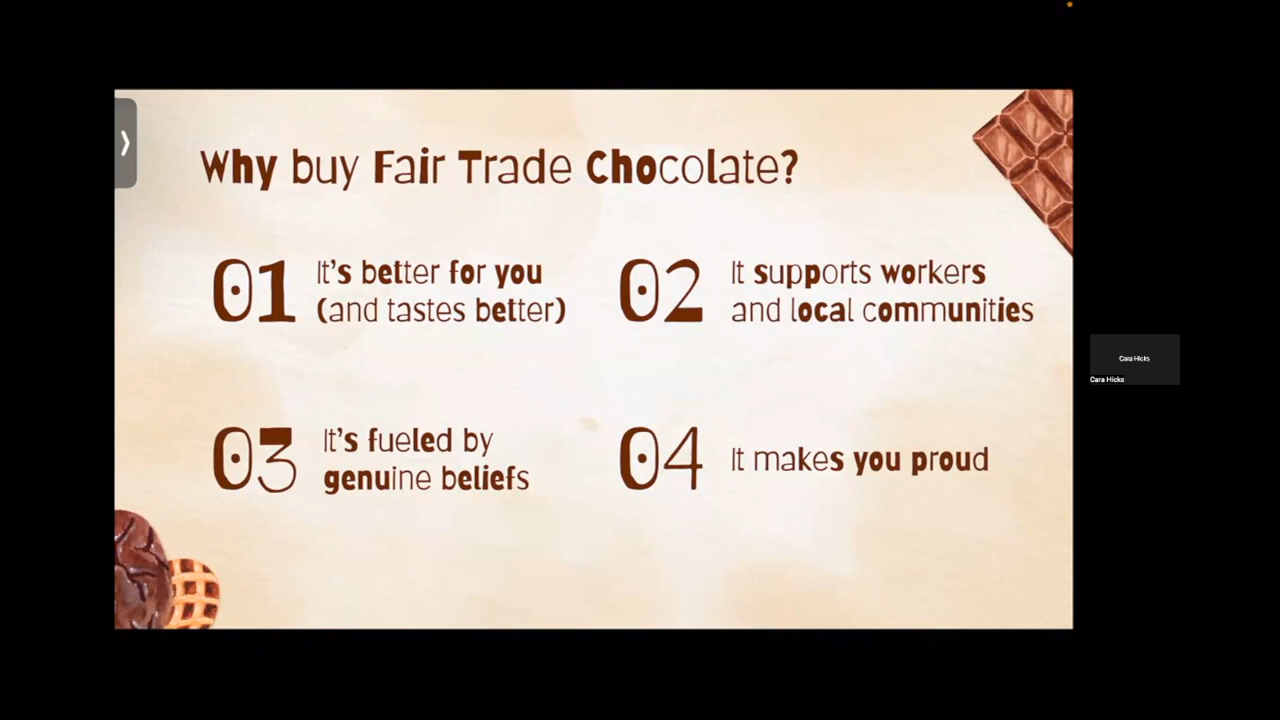 Why buy Fair Trade Chocolate?
01
It's better for you
(and tastes better)
02
It supports workers
and local communities
03
It's fueled by
genuine beliefs
04
It makes you proud
Cara Hicks
Cara Hicks